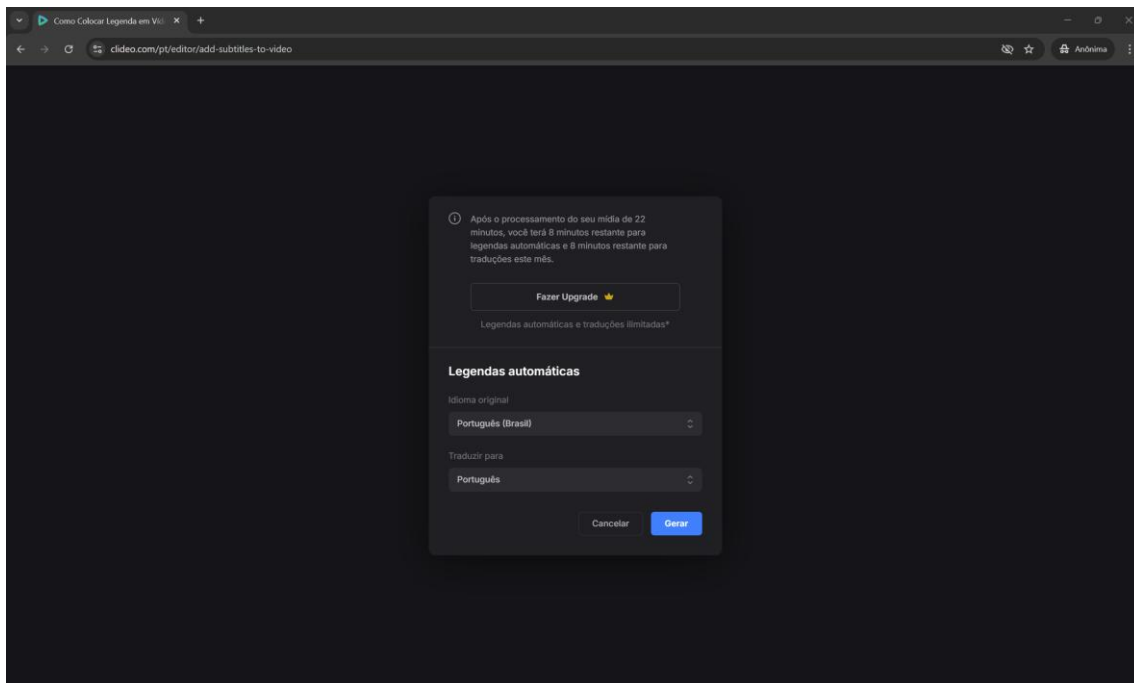 Como Colocar Legenda em Víd
clideo.com/pt/editor/add-subtitles-to-video
Anônima
Após o processamento do seu mídia de 22
minutos, você terá 8 minutos restante para
legendas automáticas e 8 minutos restante para
traduções este mês.
Fazer Upgrade
Legendas automáticas e traduções ilimitadas*
Legendas automáticas
Idioma original
Português (Brasil)
Traduzir para
Português
Cancelar
Gerar